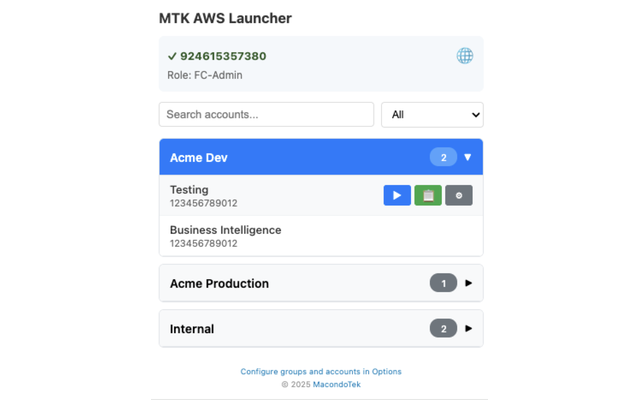 MTK AWS Launcher
✓ 924615357380
Role: FC-Admin
Search accounts... All
Acme Dev 2
Testing
123456789012
Business Intelligence
123456789012
Acme Production 1
Internal 2
Configure groups and accounts in Options
© 2025 MacondoTek